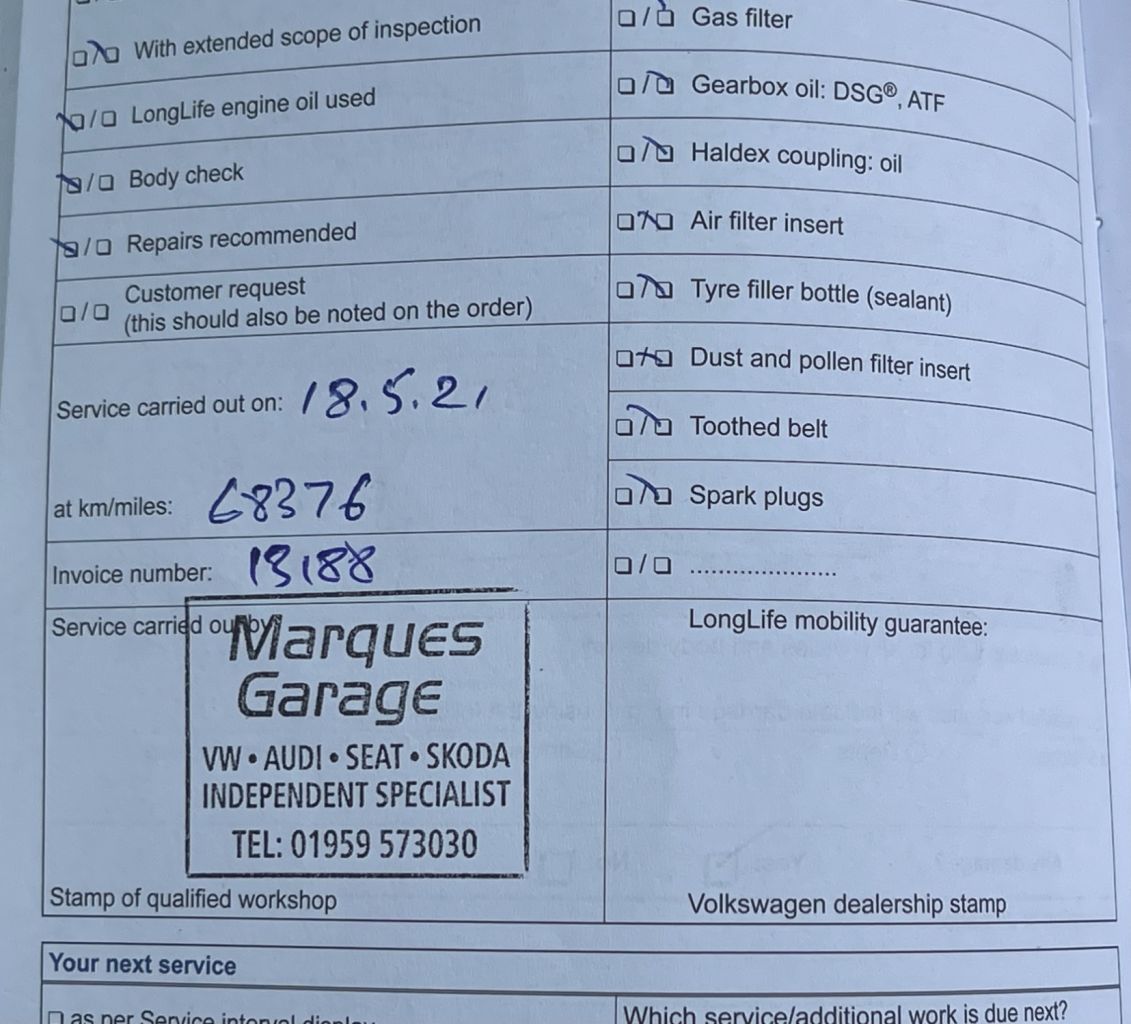 With extended scope of inspection
LongLife engine oil used
Body check
Repairs recommended
Customer request
(this should also be noted on the order)
Service carried out on: 18.5.21
at km/miles: 68376
Invoice number: 13188
Service carried out by
Marques
Garage
VW • AUDI • SEAT • SKODA
INDEPENDENT SPECIALIST
TEL: 01959 573030
Stamp of qualified workshop
Gas filter
Gearbox oil: DSG®, ATF
Haldex coupling: oil
Air filter insert
Tyre filler bottle (sealant)
Dust and pollen filter insert
Toothed belt
Spark plugs
LongLife mobility guarantee:
Volkswagen dealership stamp
Your next service
as per Service interval display
Which service/additional work is due next?